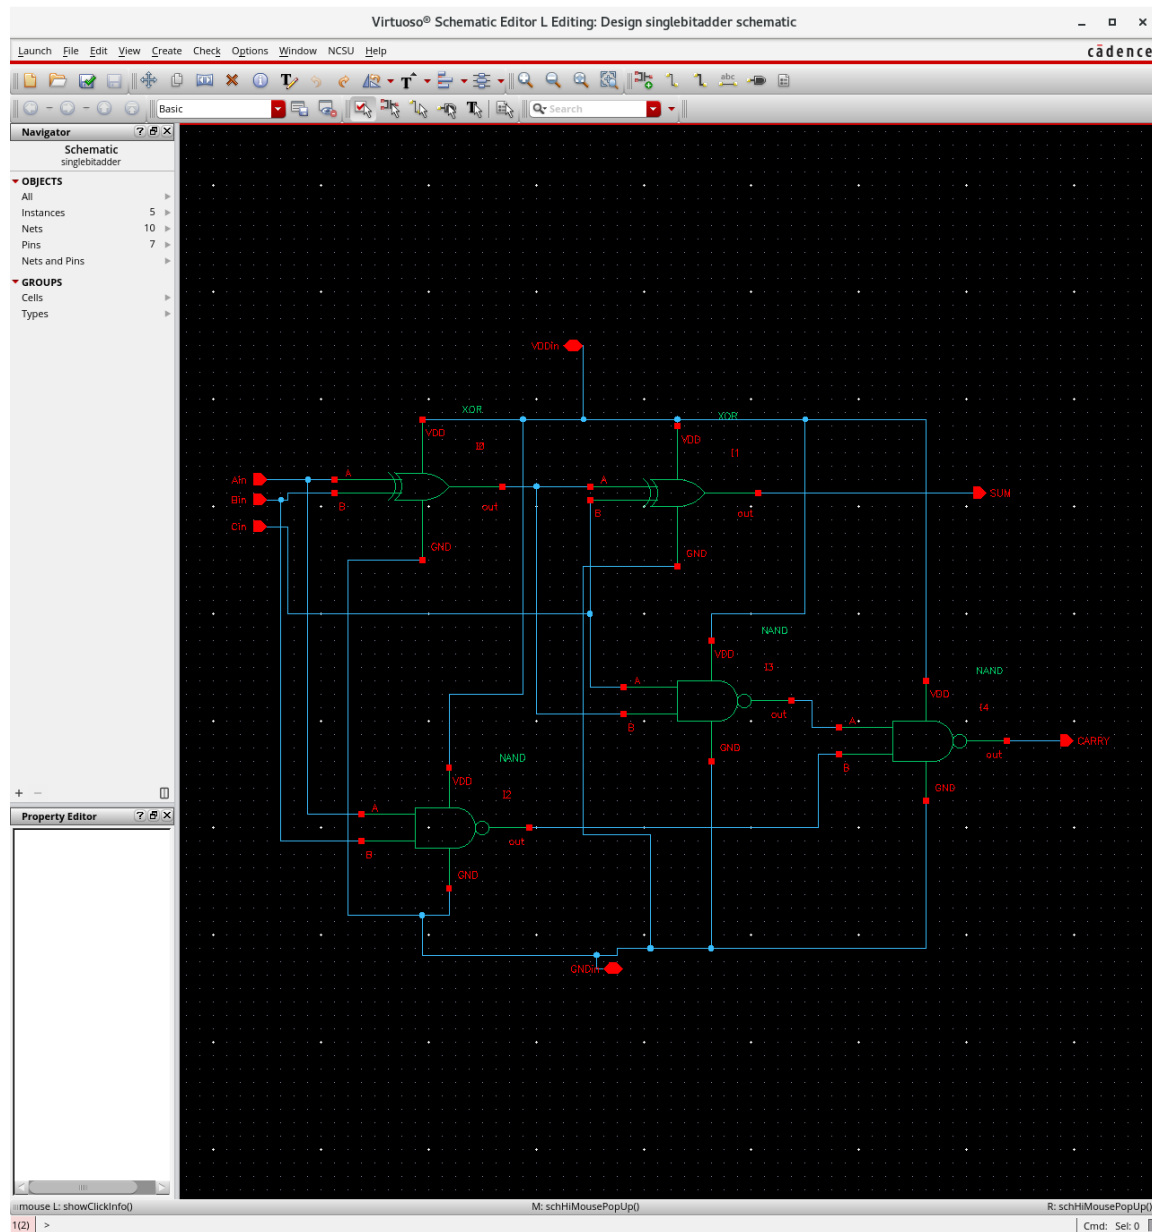 Virtuoso® Schematic Editor L Editing: Design singlebitadder schematic
Launch File Edit View Create Check Options Window NCSU Help
cādence
Basic
Search
Navigator
Schematic
singlebitadder
OBJECTS
All
Instances 5
Nets 10
Pins 7
Nets and Pins
GROUPS
Cells
Types
Property Editor
VDDin
XOR
VDD
I0
A
B
out
GND
XOR
VDD
I1
A
B
out
GND
Ain
Bin
SUM
NAND
VDD
I3
A
B
out
GND
NAND
VDD
I4
A
B
out
GND
CARRY
NAND
VDD
I2
A
B
out
GND
GNDin
mouse L: showClickInfo()
M: schHiMousePopUp()
R: schHiMousePopUp()
1(2) >
Cmd: Sel: 0